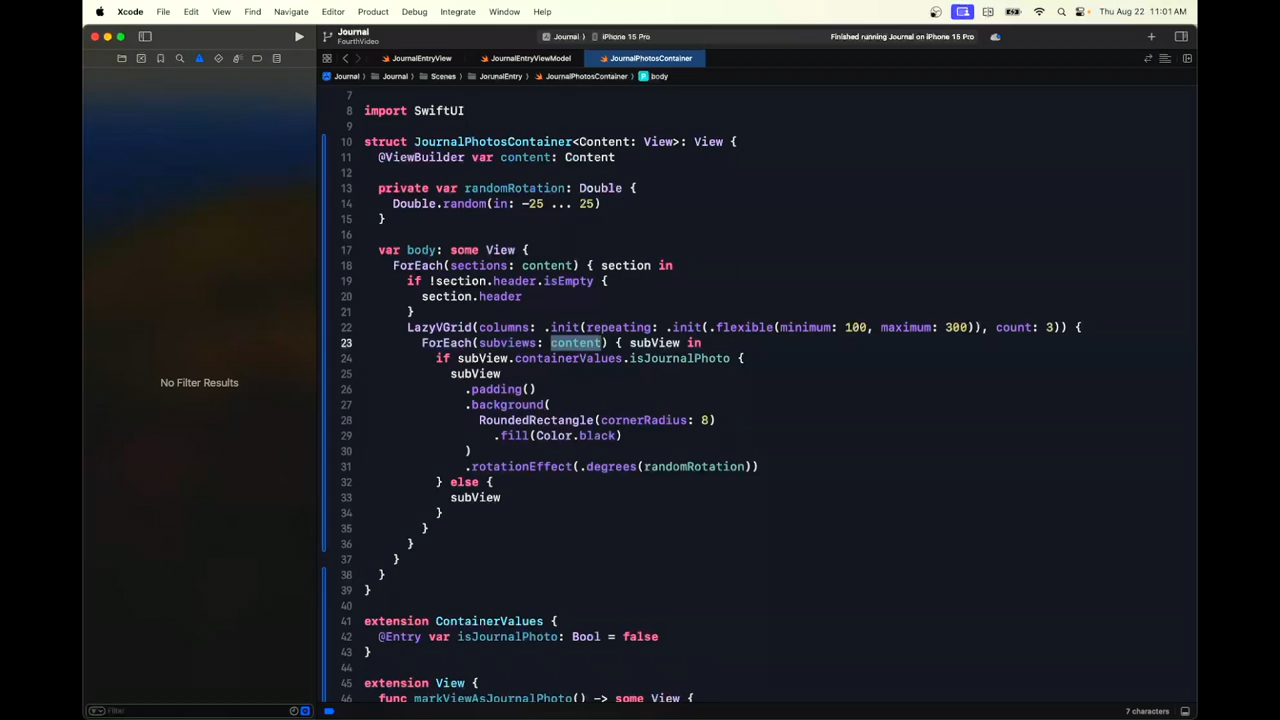 Xcode File Edit View Find Navigate Editor Product Debug Integrate Window Help Thu Aug 22 11:01 AM
Journal
FourthVideo
Journal 〉 iPhone 15 Pro
Finished running Journal on iPhone 15 Pro
JournalEntryView JournalEntryViewModel JournalPhotosContainer
Journal 〉 Journal 〉 Scenes 〉 JorunalEntry 〉 JournalPhotosContainer 〉 P body
7
8 import SwiftUI
9
10 struct JournalPhotosContainer<Content: View>: View {
11 @ViewBuilder var content: Content
12
13 private var randomRotation: Double {
14 Double.random(in: -25 ... 25)
15 }
16
17 var body: some View {
18 ForEach(sections: content) { section in
19 if !section.header.isEmpty {
20 section.header
21 }
22 LazyVGrid(columns: .init(repeating: .init(.flexible(minimum: 100, maximum: 300)), count: 3)) {
23 ForEach(subviews: content) { subView in
24 if subView.containerValues.isJournalPhoto {
25 subView
26 .padding()
27 .background(
28 RoundedRectangle(cornerRadius: 8)
29 .fill(Color.black)
30 )
31 .rotationEffect(.degrees(randomRotation))
32 } else {
33 subView
34 }
35 }
36 }
37 }
38 }
39 }
40
41 extension ContainerValues {
42 @Entry var isJournalPhoto: Bool = false
43 }
44
45 extension View {
46 func markViewAsJournalPhoto() -> some View {
No Filter Results
Filter
7 characters